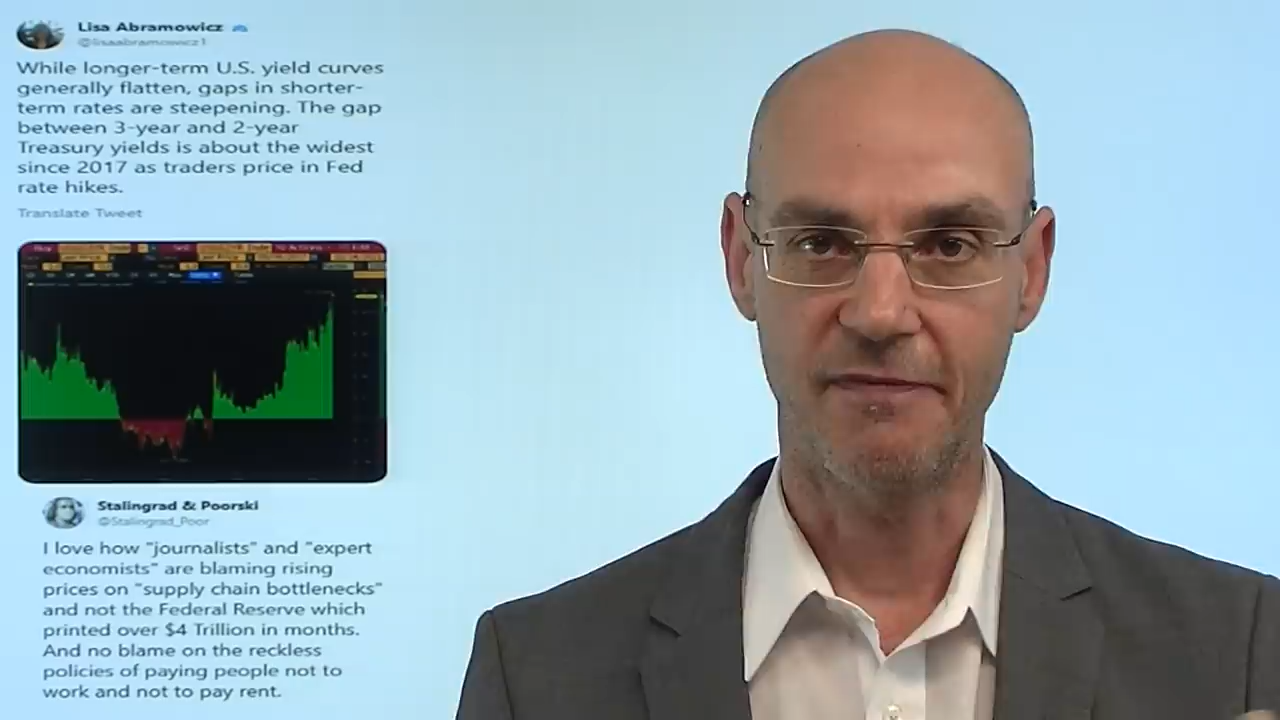 Lisa Abramowicz
@lisaabramowicz1
While longer-term U.S. yield curves
generally flatten, gaps in shorter-
term rates are steepening. The gap
between 3-year and 2-year
Treasury yields is about the widest
since 2017 as traders price in Fed
rate hikes.
Translate Tweet
Stalingrad & Poorski
@Stalingrad_Poor
I love how "journalists" and "expert
economists" are blaming rising
prices on "supply chain bottlenecks"
and not the Federal Reserve which
printed over $4 Trillion in months.
And no blame on the reckless
policies of paying people not to
work and not to pay rent.